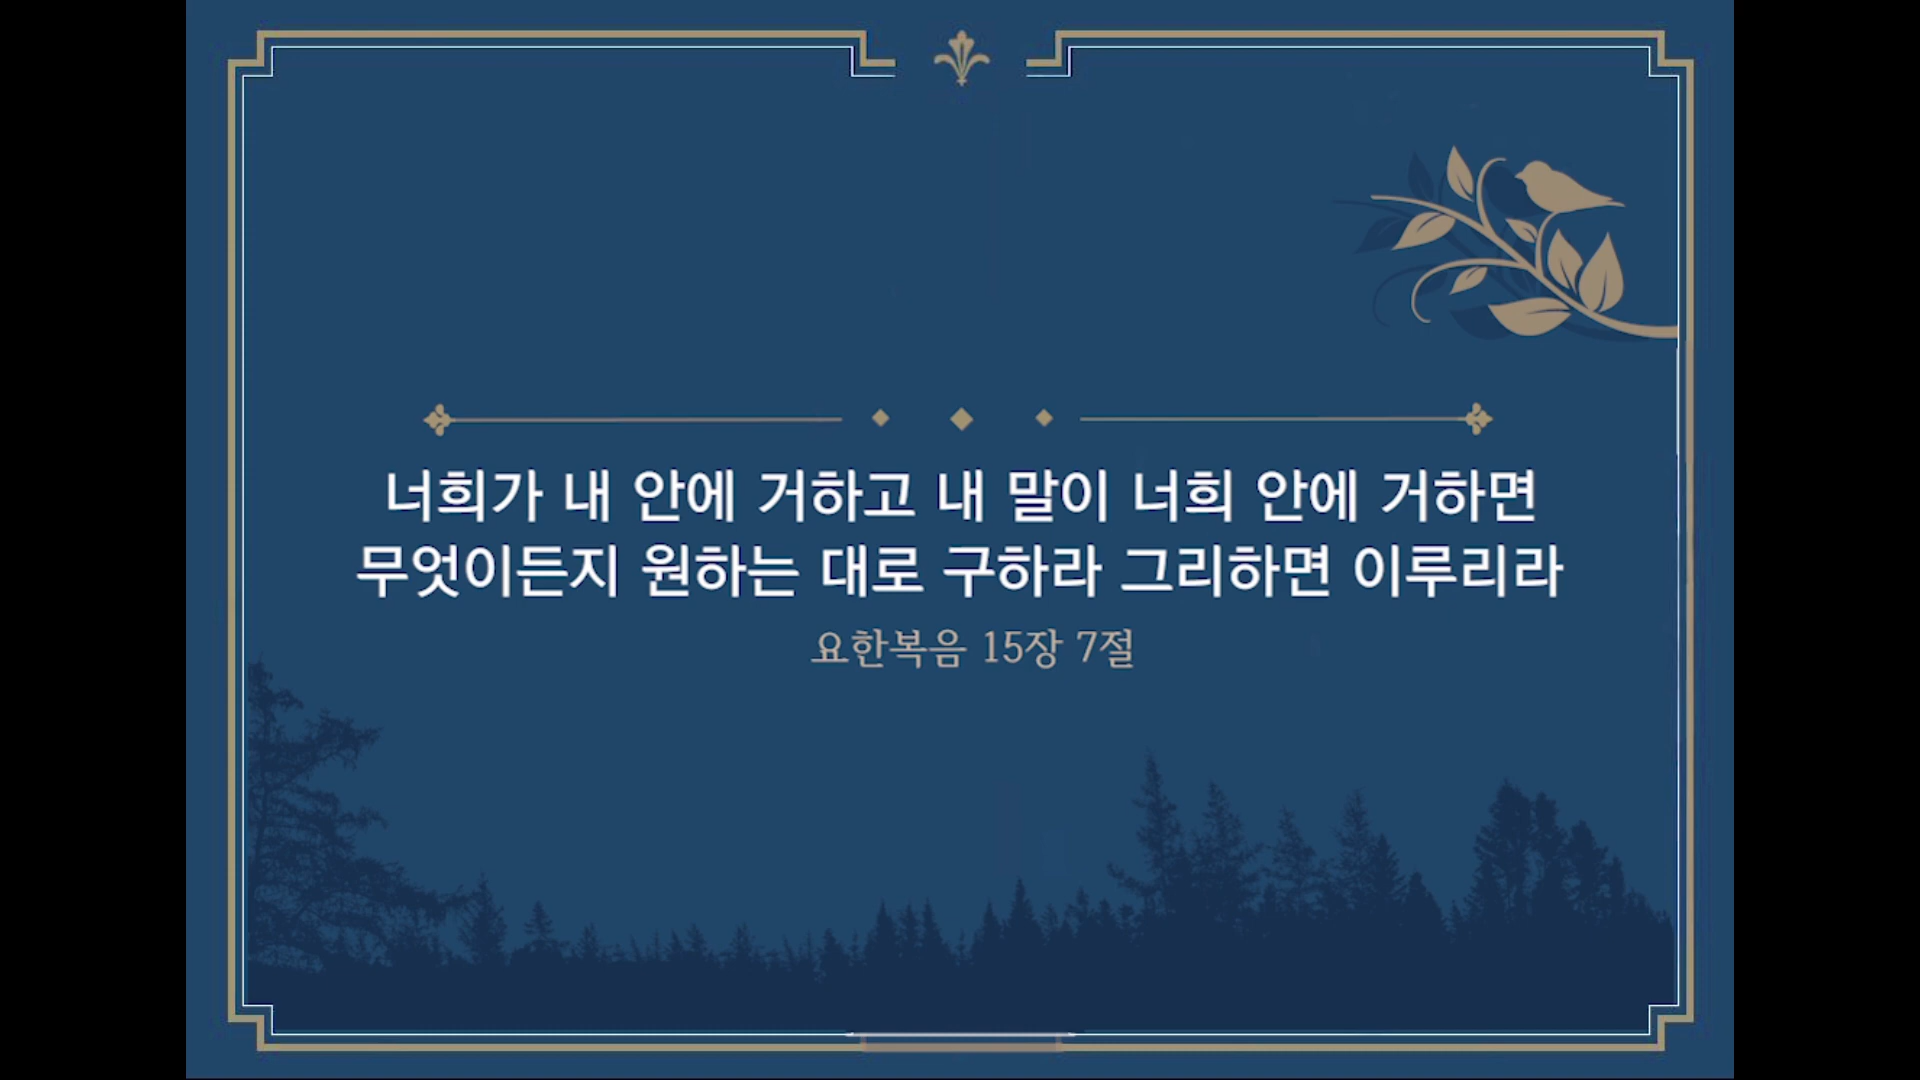 너희가 내 안에 거하고 내 말이 너희 안에 거하면
무엇이든지 원하는 대로 구하라 그리하면 이루리라
요한복음 15장 7절